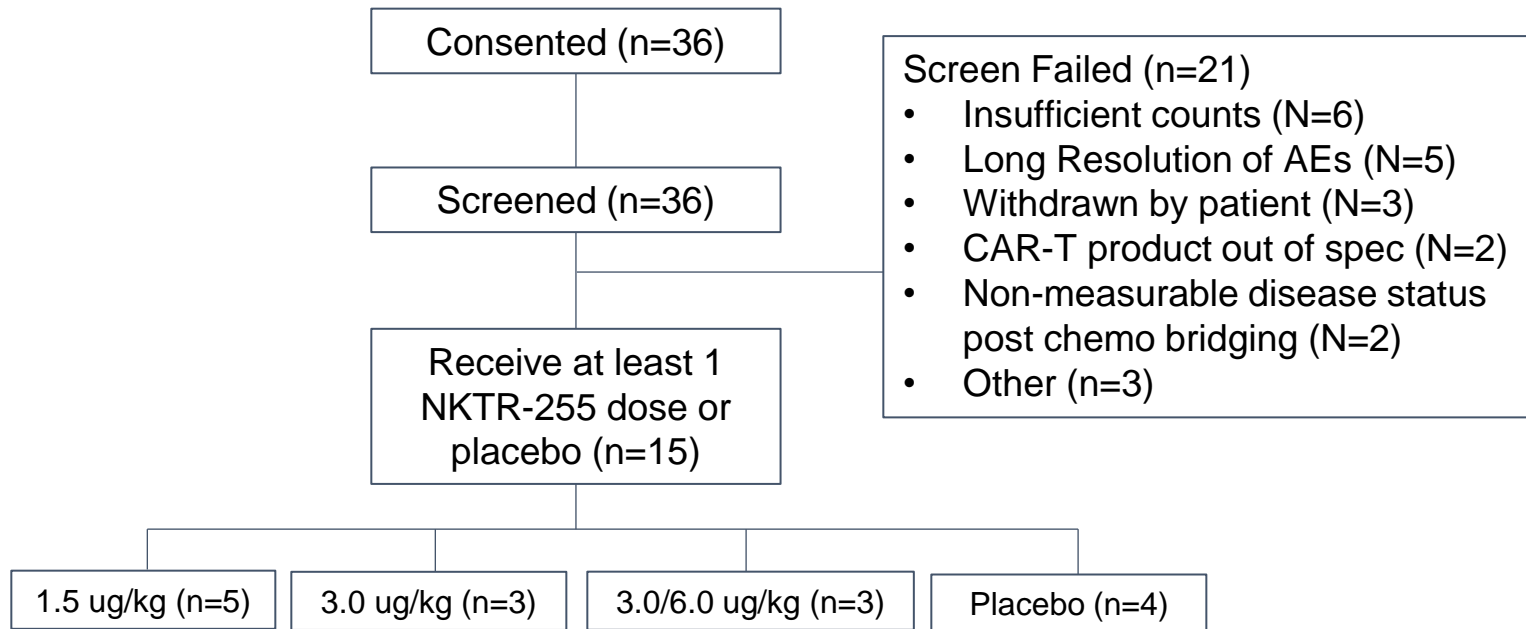 Consented (n=36)
Screen Failed (n=21)
• Insufficient counts (N=6)
• Long Resolution of AEs (N=5)
• Withdrawn by patient (N=3)
• CAR-T product out of spec (N=2)
• Non-measurable disease status
post chemo bridging (N=2)
• Other (n=3)
Screened (n=36)
Receive at least 1
NKTR-255 dose or
placebo (n=15)
1.5 ug/kg (n=5)
3.0 ug/kg (n=3)
3.0/6.0 ug/kg (n=3)
Placebo (n=4)